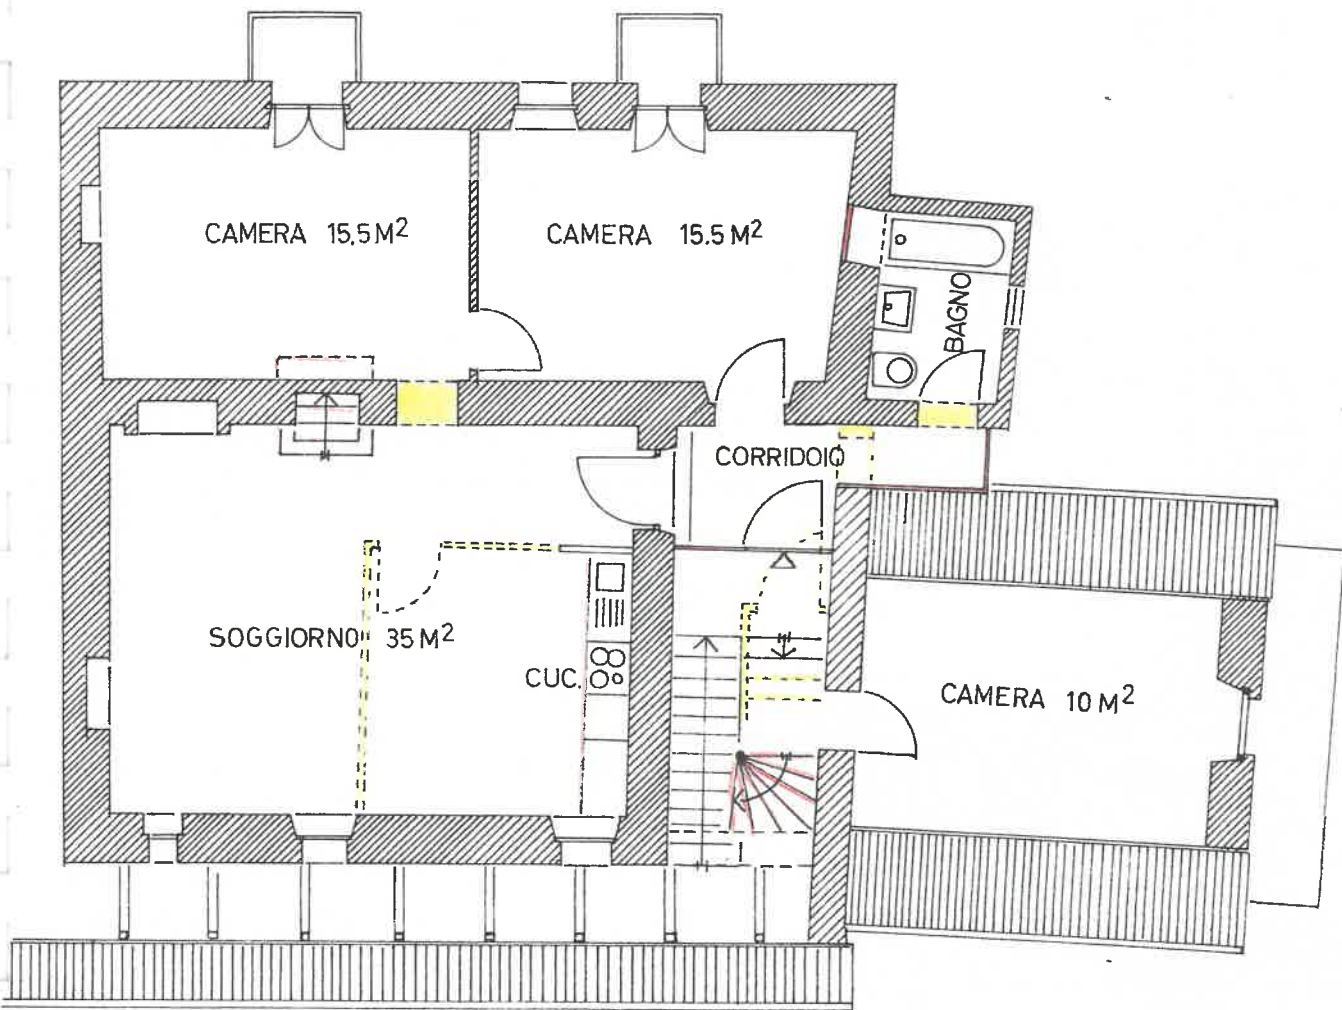 CAMERA 15,5 M²
CAMERA 15.5 M²
BAGNO
CORRIDOIO
SOGGIORNO 35 M²
CUC.
CAMERA 10 M²